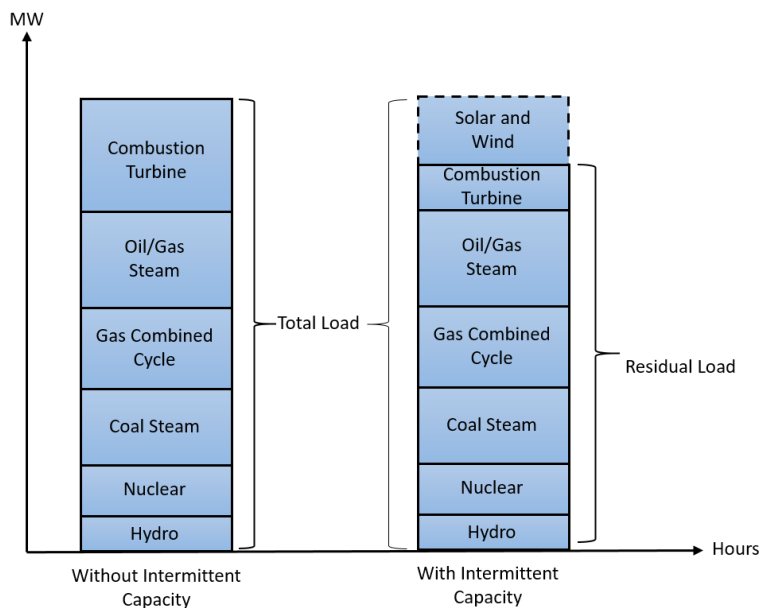 MW
Combustion
Turbine
Oil/Gas
Steam
Gas Combined
Cycle
Coal Steam
Nuclear
Hydro
Total Load
Solar and
Wind
Combustion
Turbine
Oil/Gas
Steam
Gas Combined
Cycle
Coal Steam
Nuclear
Hydro
Residual Load
Hours
Without Intermittent
Capacity
With Intermittent
Capacity